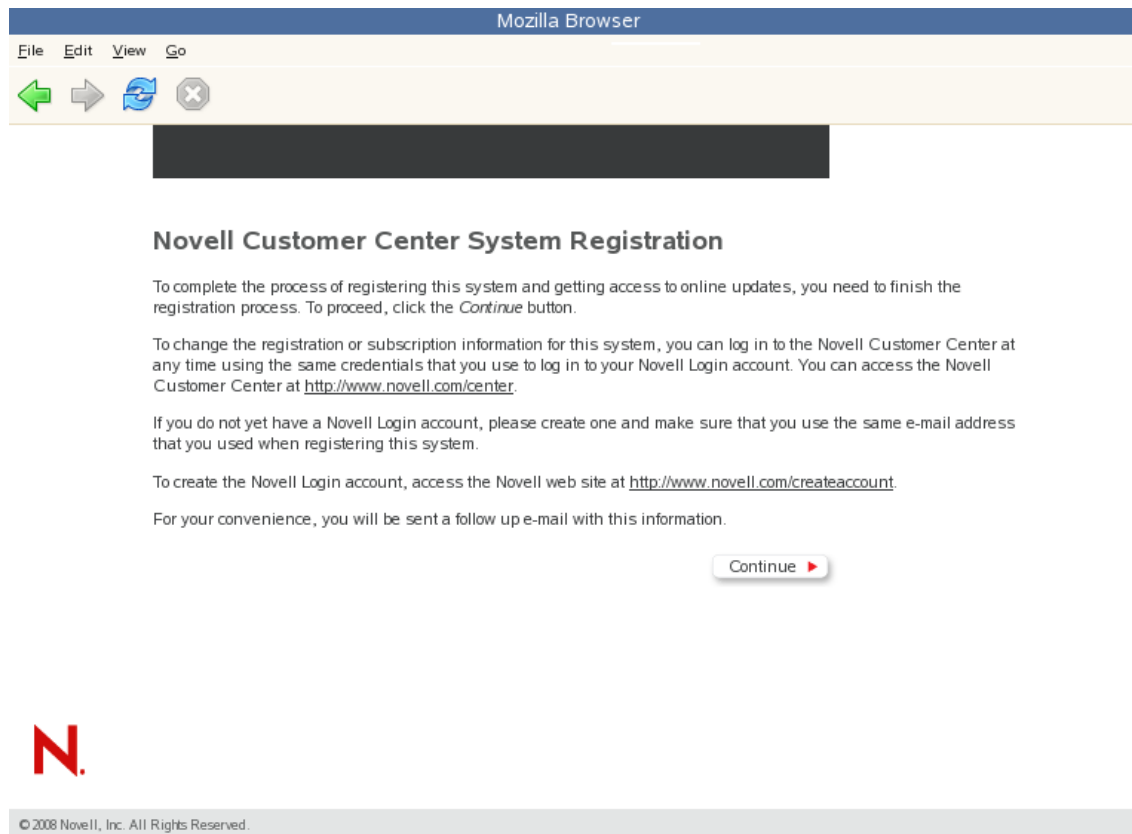 Mozilla Browser
File Edit View Go
Novell Customer Center System Registration
To complete the process of registering this system and getting access to online updates, you need to finish the
registration process. To proceed, click the Continue button.
To change the registration or subscription information for this system, you can log in to the Novell Customer Center at
any time using the same credentials that you use to log in to your Novell Login account. You can access the Novell
Customer Center at http://www.novell.com/center.
If you do not yet have a Novell Login account, please create one and make sure that you use the same e-mail address
that you used when registering this system.
To create the Novell Login account, access the Novell web site at http://www.novell.com/createaccount.
For your convenience, you will be sent a follow up e-mail with this information.
Continue
N.
© 2008 Novell, Inc. All Rights Reserved.